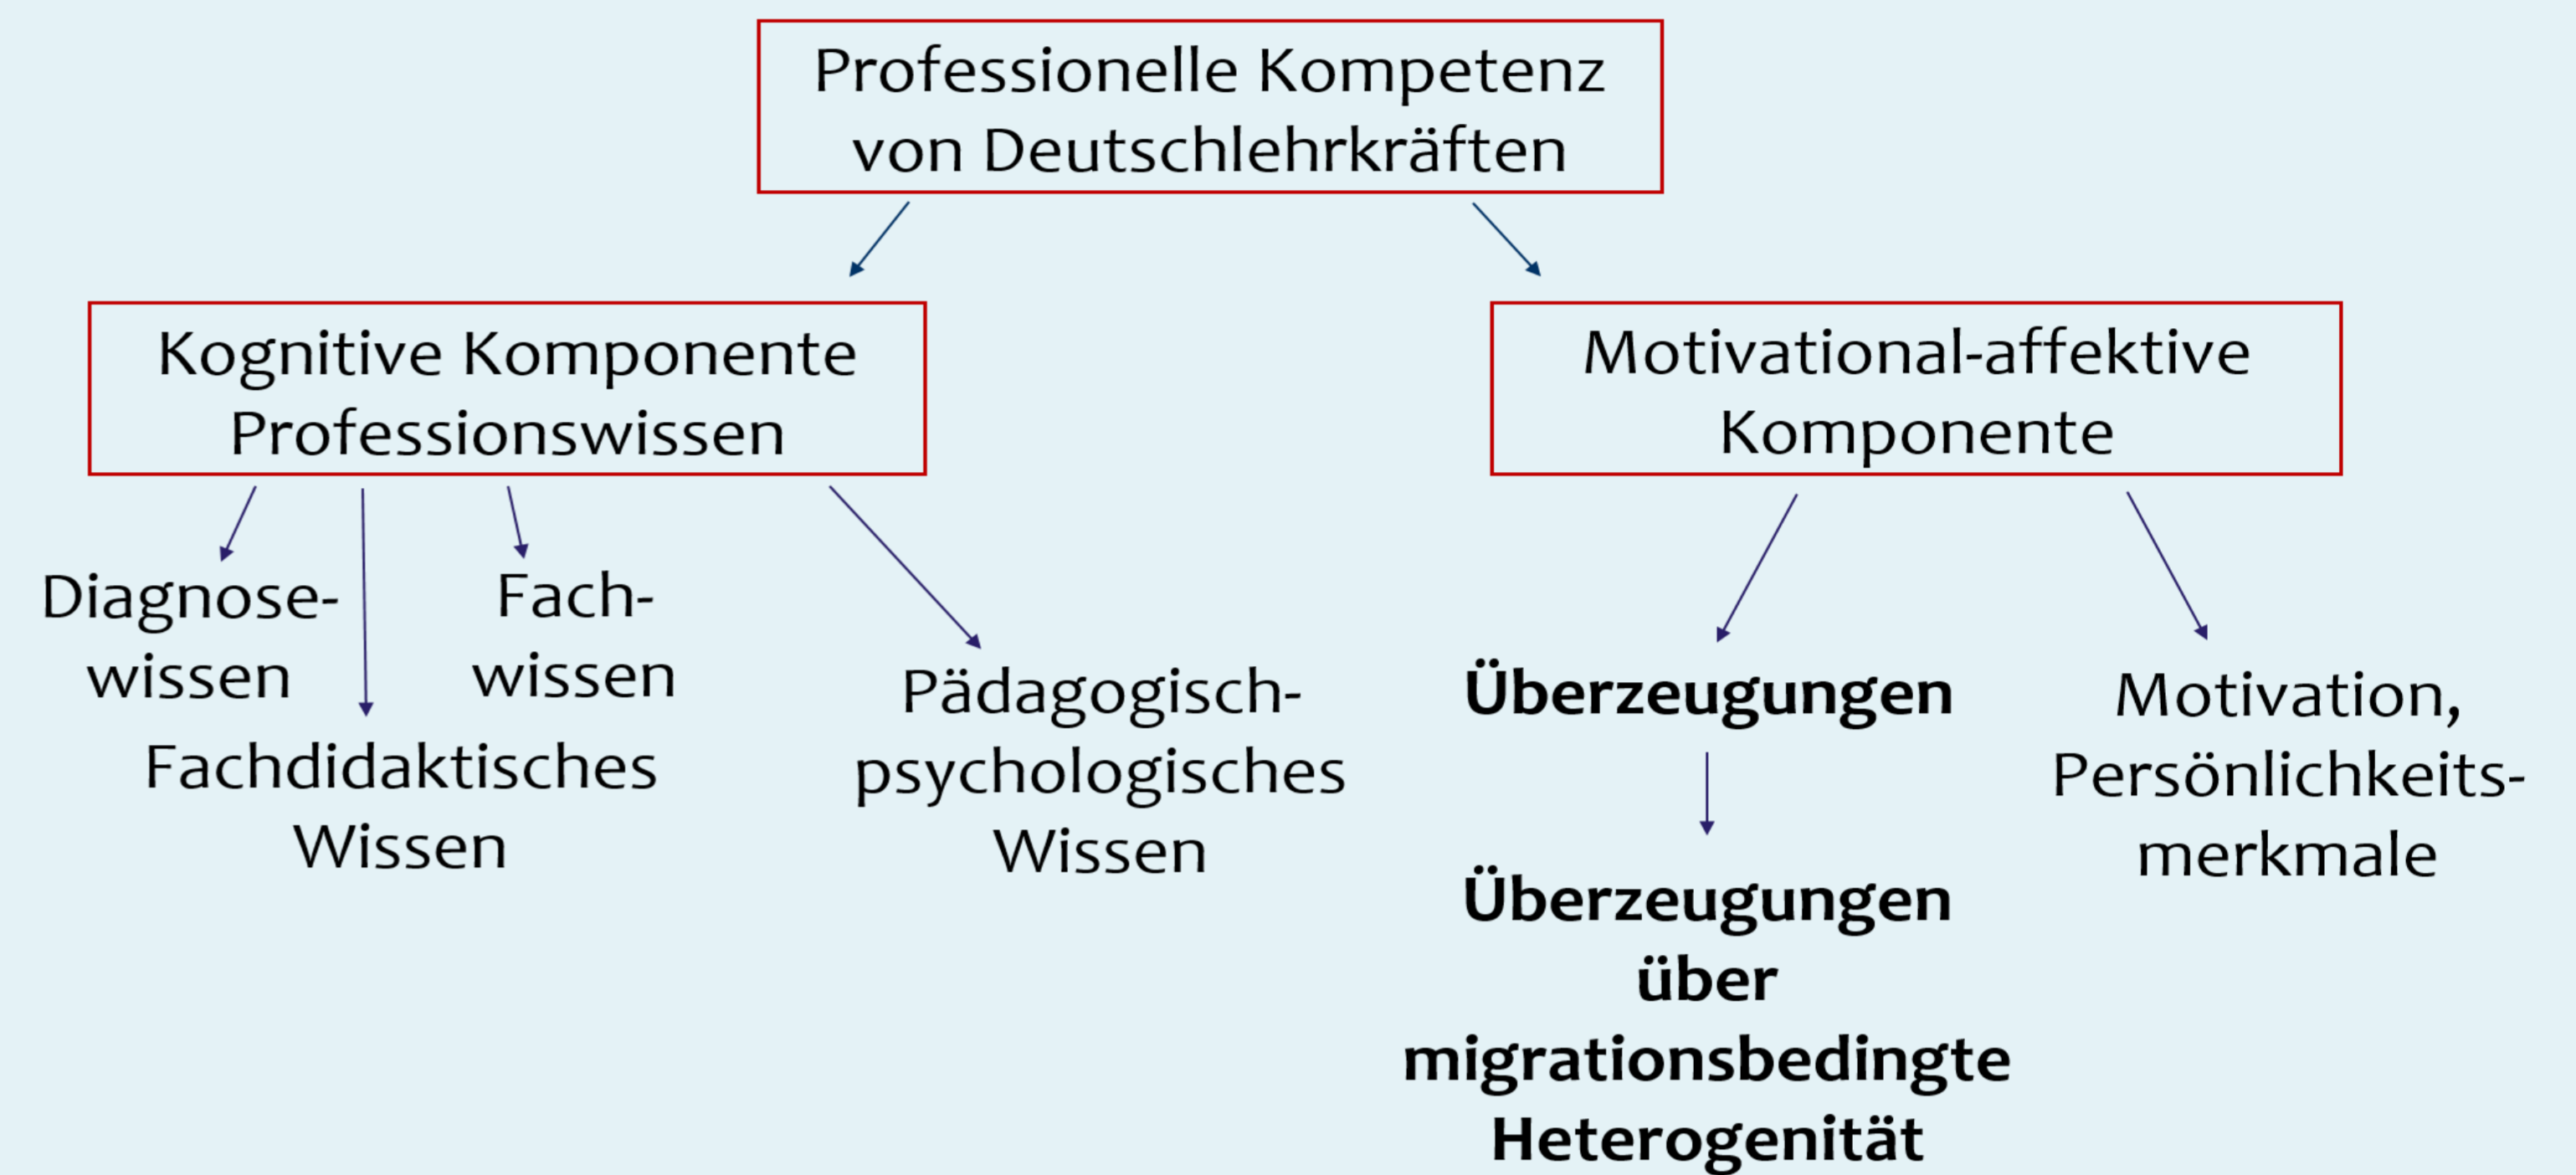 Professionelle Kompetenz
von Deutschlehrkräften
Kognitive Komponente
Professionswissen
Motivational-affektive
Komponente
Diagnose-
wissen
Fach-
wissen
Fachdidaktisches
Wissen
Pädagogisch-
psychologisches
Wissen
Überzeugungen
Motivation,
Persönlichkeits-
merkmale
Überzeugungen
über
migrationsbedingte
Heterogenität